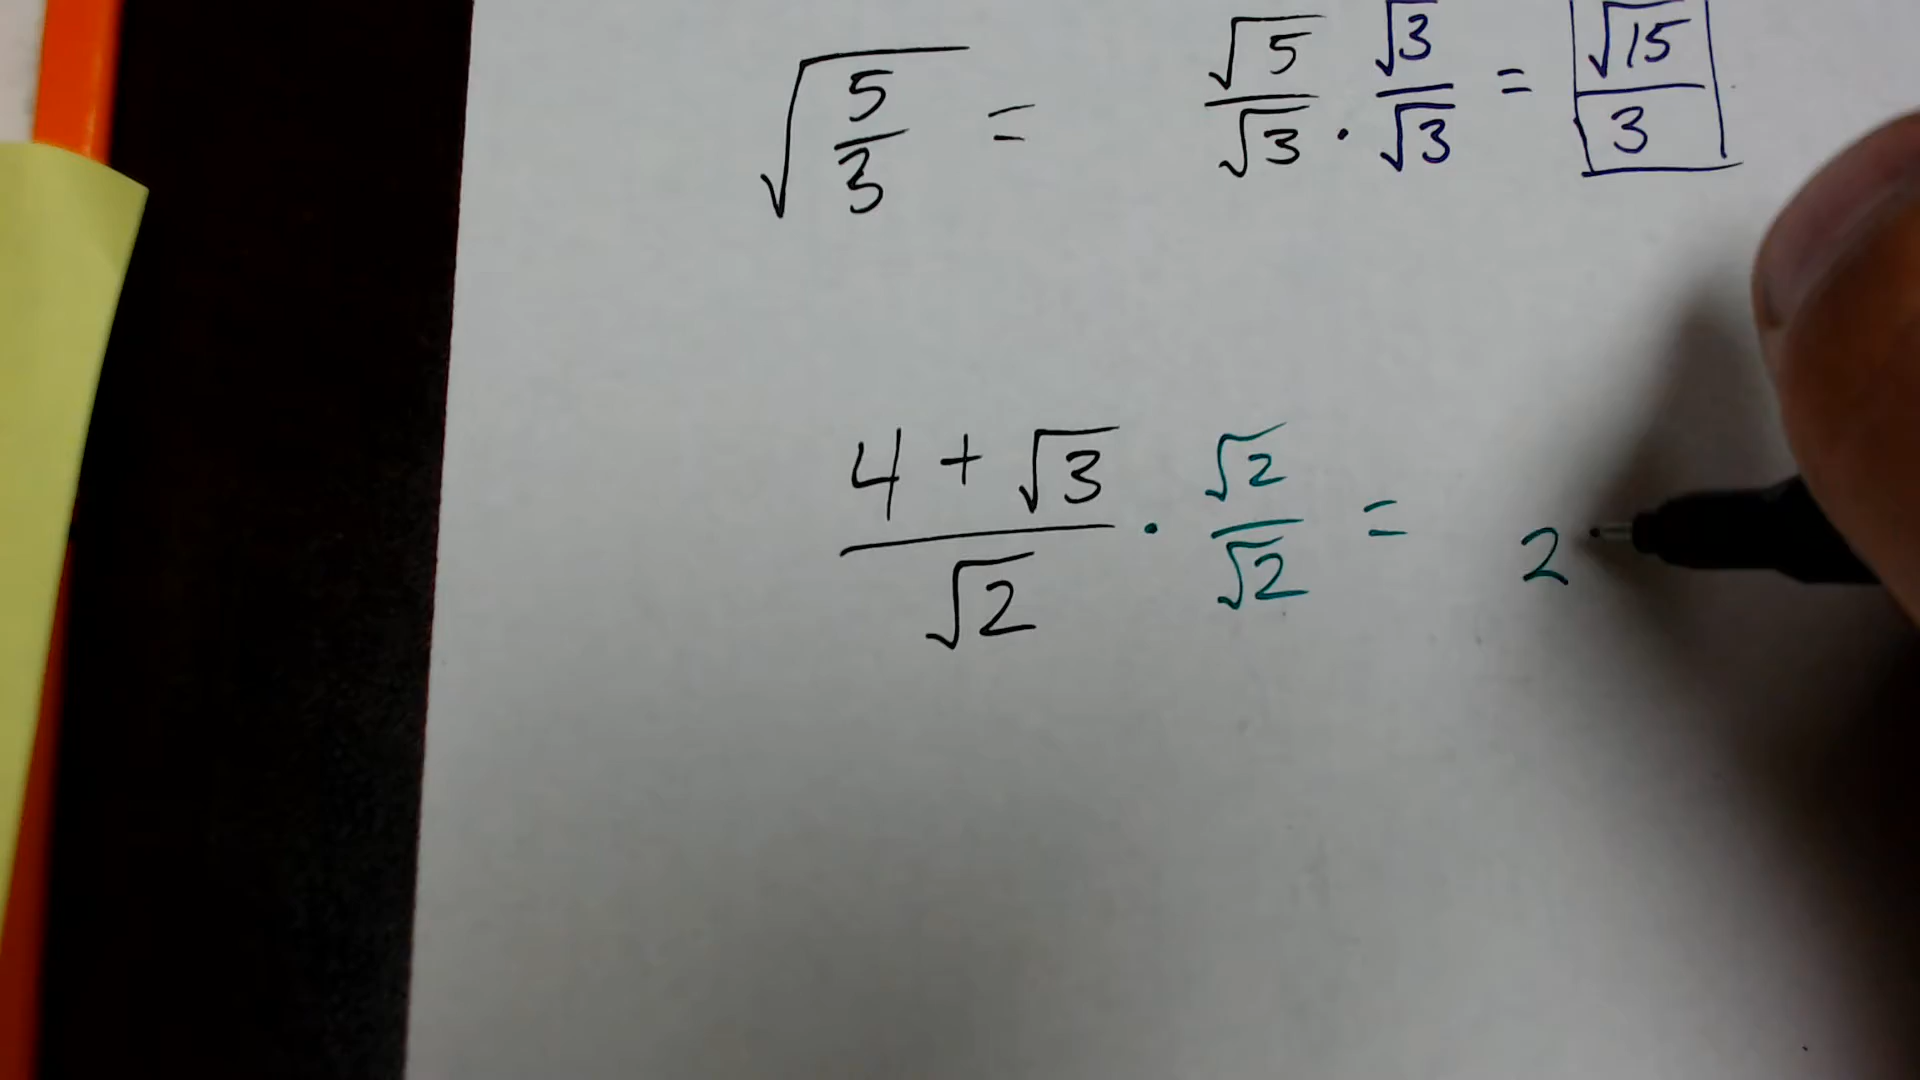 √(5/3) = √5/√3 · √3/√3 = √15/3
(4 + √3)/√2 · √2/√2 = 2